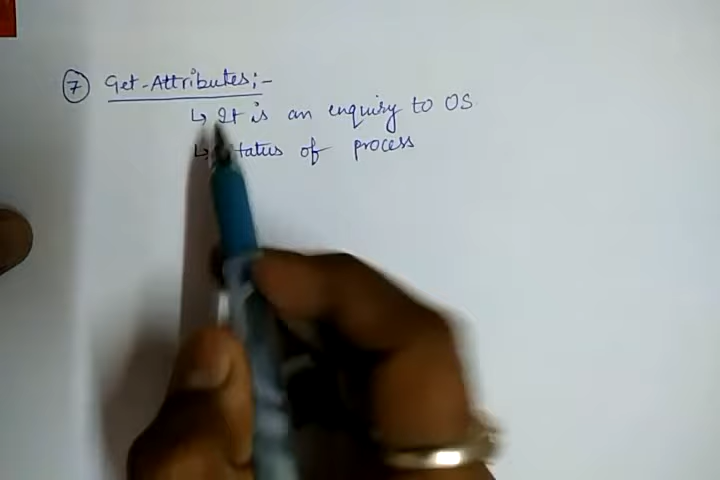 ⑦ Get-Attributes:-
↳ It is an enquiry to OS.
↳ Status of process